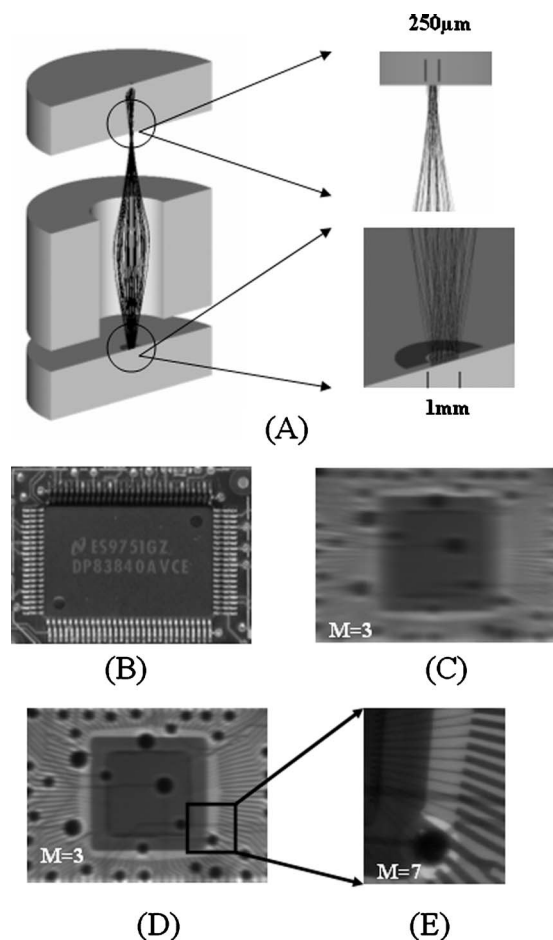 250µm
1mm
(A)
ES9751GZ
DP83840AVCE
(B)
M=3
(C)
M=3
(D)
M=7
(E)